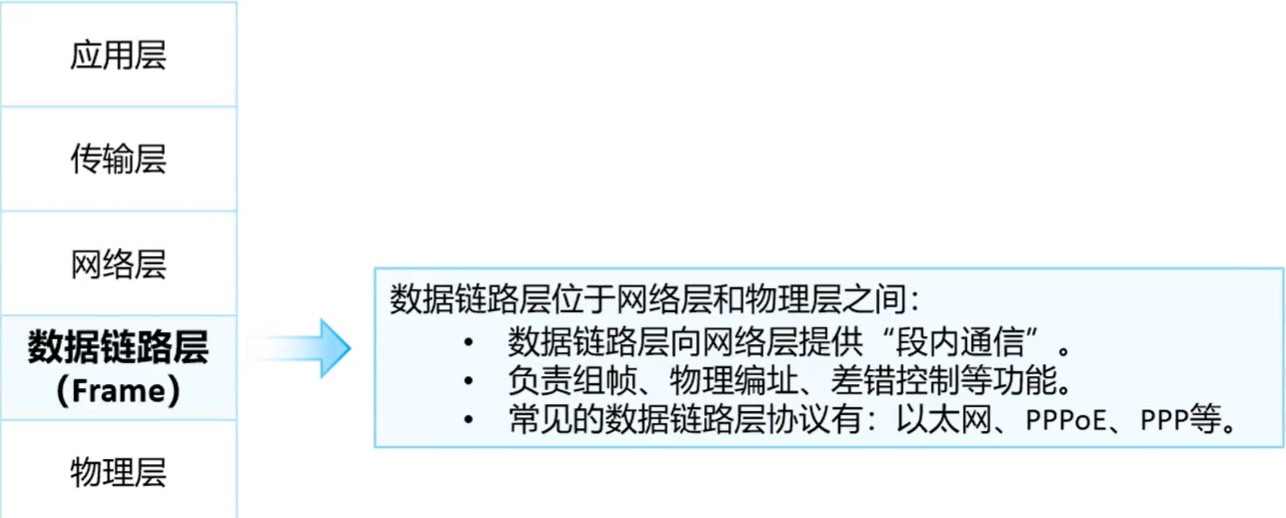 应用层
传输层
网络层
数据链路层
（Frame）
物理层
数据链路层位于网络层和物理层之间：
• 数据链路层向网络层提供“段内通信”。
• 负责组帧、物理编址、差错控制等功能。
• 常见的数据链路层协议有：以太网、PPPoE、PPP等。